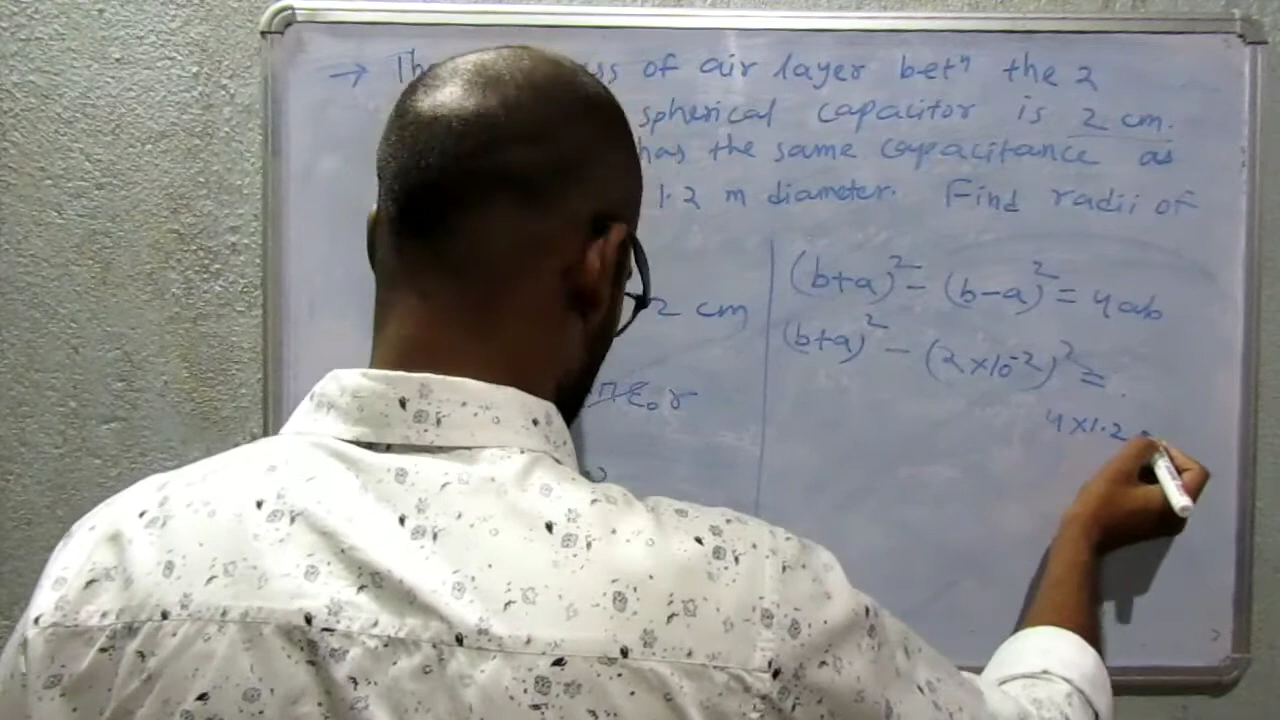 → Th ss of air layer betⁿ the 2
spherical capacitor is 2 cm.
has the same capacitance as
1.2 m diameter. Find radii of
2 cm
πε₀r
(b+a)² - (b-a)² = 4ab
(b+a)² - (2×10⁻²)² =
4×1.2